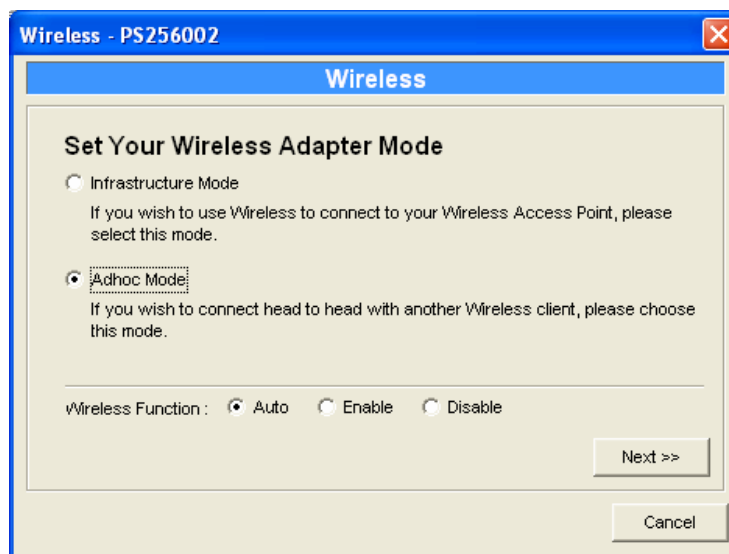 Wireless - PS256002
Wireless
Set Your Wireless Adapter Mode
Infrastructure Mode
If you wish to use Wireless to connect to your Wireless Access Point, please
select this mode.
Adhoc Mode
If you wish to connect head to head with another Wireless client, please choose
this mode.
Wireless Function : Auto Enable Disable
Next >>
Cancel